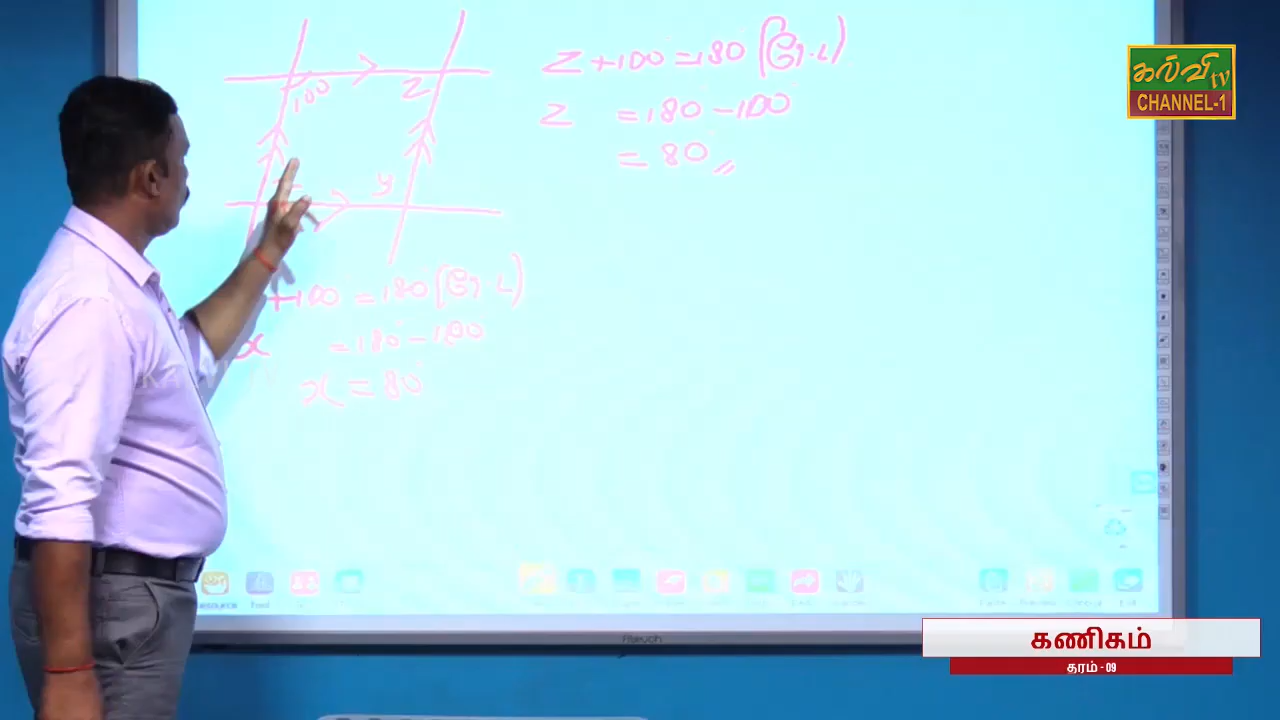 100
Z
y
Z + 100 = 180° (நே.ட)
Z = 180° - 100
= 80°,,
+ 100 = 180° (நே.ட)
x = 180° - 100
x = 80°
கல்வி tv
CHANNEL-1
கணிதம்
தரம் - 09